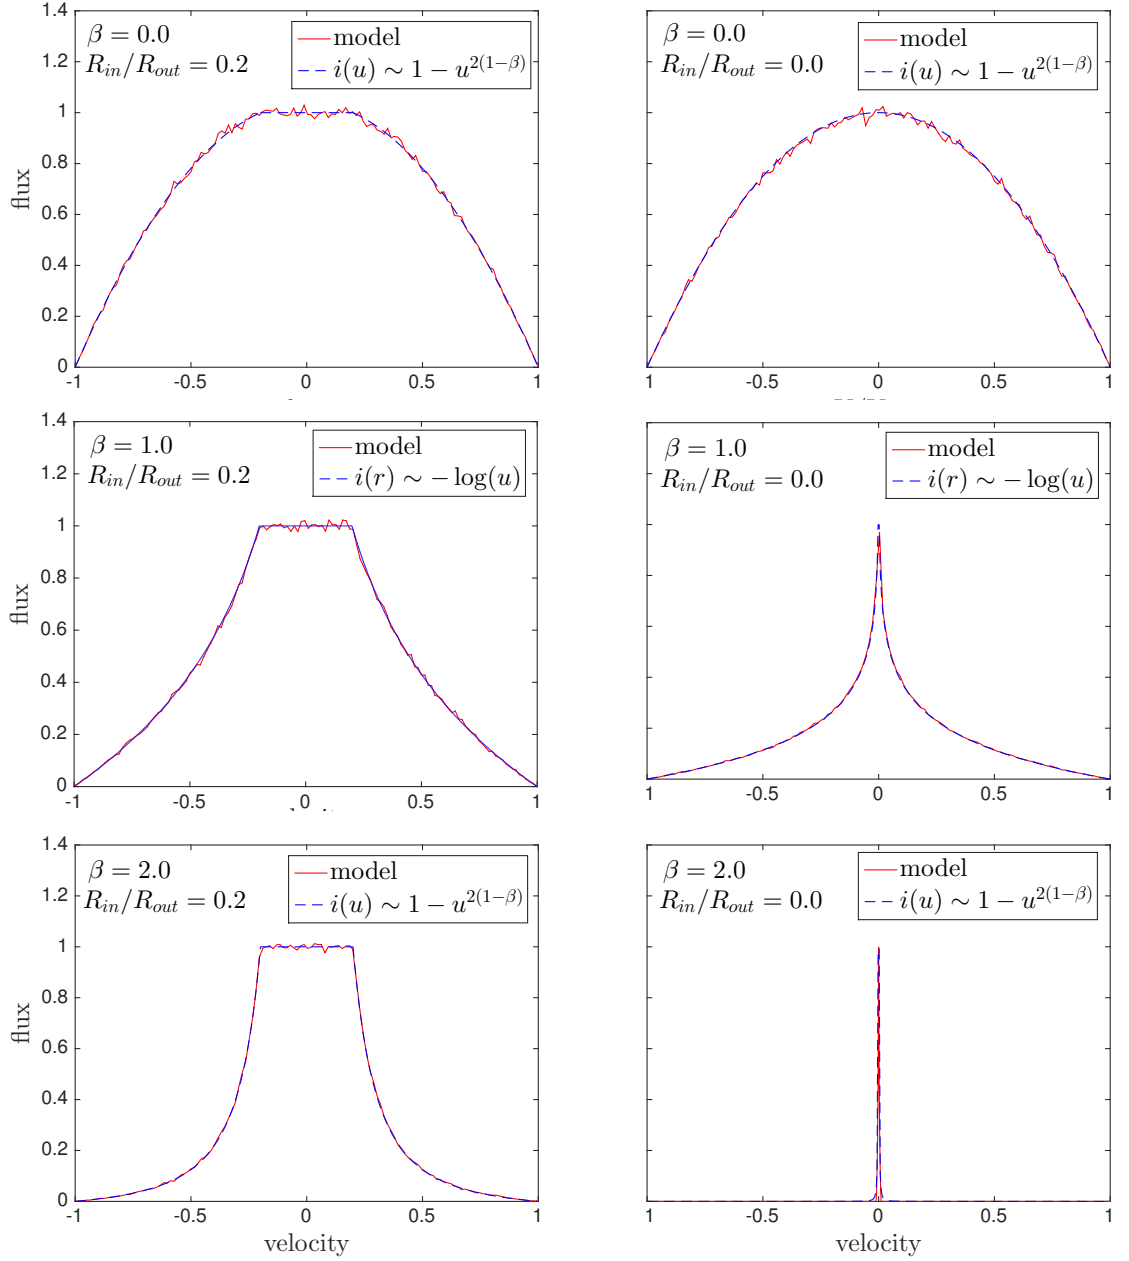 β = 0.0
R_in/R_out = 0.2
model
i(u) ∼ 1 − u^{2(1−β)}
flux
1.4
1.2
1
0.8
0.6
0.4
0.2
0
-1 -0.5 0 0.5 1
β = 0.0
R_in/R_out = 0.0
model
i(u) ∼ 1 − u^{2(1−β)}
-1 -0.5 0 0.5 1
β = 1.0
R_in/R_out = 0.2
model
i(r) ∼ − log(u)
flux
1.4
1.2
1
0.8
0.6
0.4
0.2
0
-1 -0.5 0 0.5 1
β = 1.0
R_in/R_out = 0.0
model
i(r) ∼ − log(u)
1 -0.5 0 0.5 1
β = 2.0
R_in/R_out = 0.2
model
i(u) ∼ 1 − u^{2(1−β)}
flux
1.4
1.2
1
0.8
0.6
0.4
0.2
0
-1 -0.5 0 0.5 1
velocity
β = 2.0
R_in/R_out = 0.0
model
i(u) ∼ 1 − u^{2(1−β)}
1 -0.5 0 0.5 1
velocity